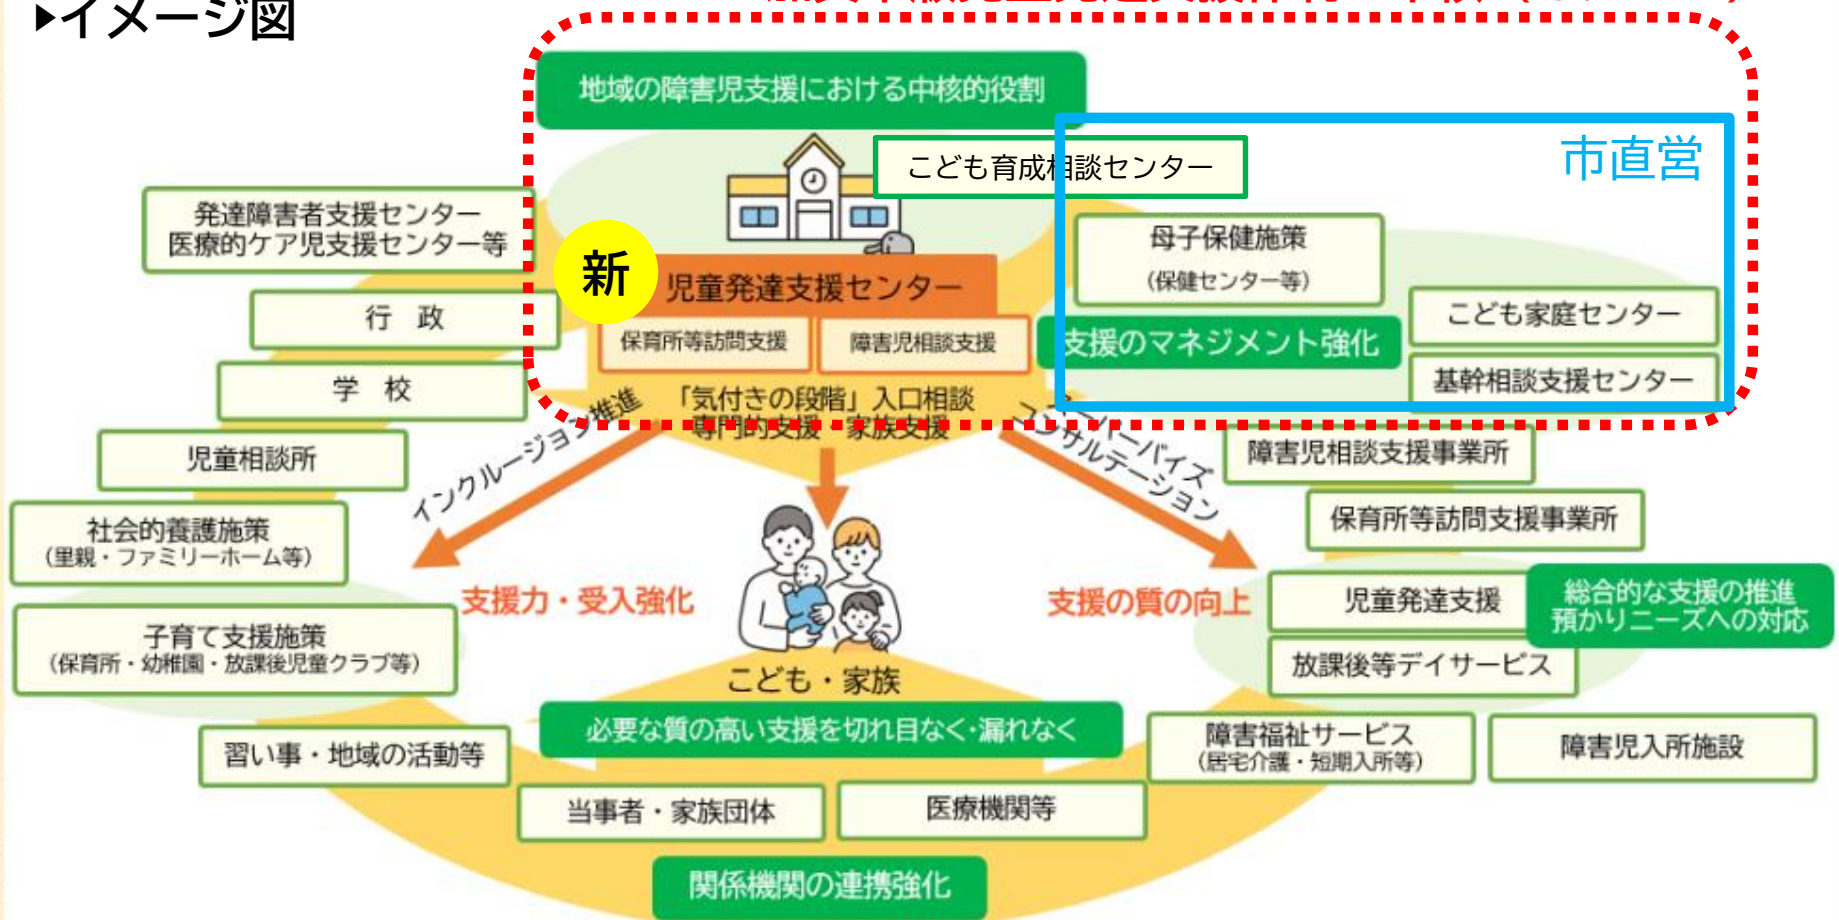 ▶イメージ図
地域の障害児支援における中核的役割
こども育成相談センター
市直営
発達障害者支援センター
医療的ケア児支援センター等
母子保健施策
(保健センター等)
新
児童発達支援センター
行 政
こども家庭センター
保育所等訪問支援
障害児相談支援
支援のマネジメント強化
学 校
基幹相談支援センター
「気付きの段階」入口相談
専門的支援・家族支援
インクルージョン推進
スーパーバイズ
コンサルテーション
児童相談所
障害児相談支援事業所
社会的養護施策
(里親・ファミリーホーム等)
保育所等訪問支援事業所
支援力・受入強化
支援の質の向上
児童発達支援
総合的な支援の推進
預かりニーズへの対応
子育て支援施策
(保育所・幼稚園・放課後児童クラブ等)
放課後等デイサービス
こども・家族
必要な質の高い支援を切れ目なく・漏れなく
習い事・地域の活動等
障害福祉サービス
(居宅介護・短期入所等)
障害児入所施設
当事者・家族団体
医療機関等
関係機関の連携強化